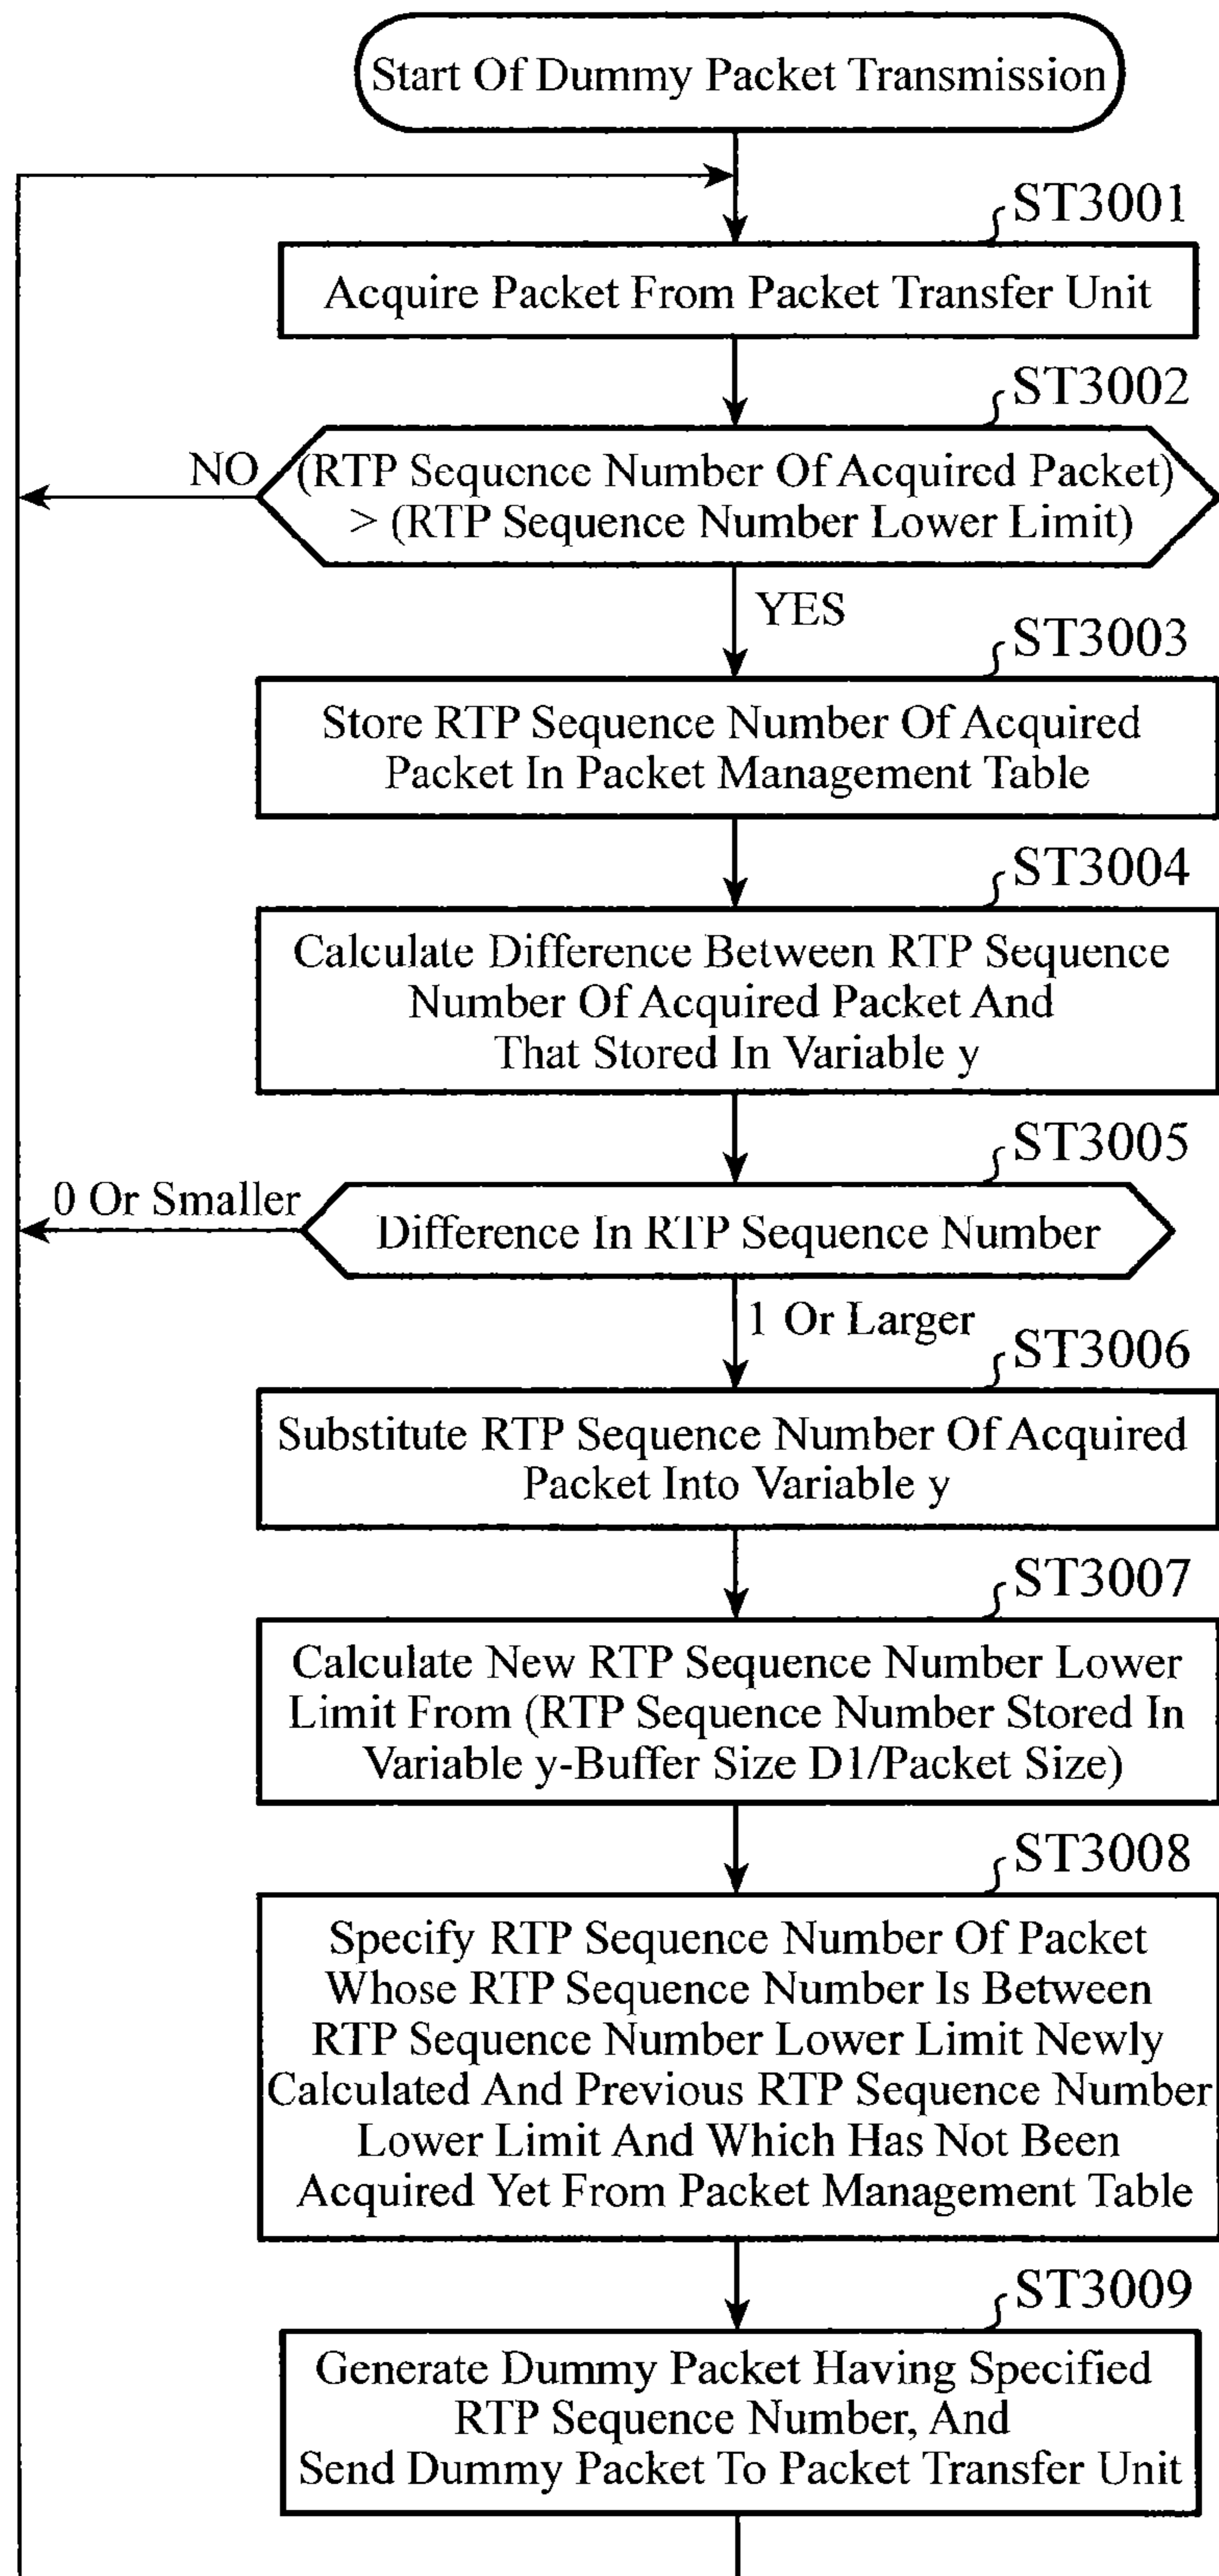 Start Of Dummy Packet Transmission
ST3001
Acquire Packet From Packet Transfer Unit
ST3002
NO
(RTP Sequence Number Of Acquired Packet)
> (RTP Sequence Number Lower Limit)
YES
ST3003
Store RTP Sequence Number Of Acquired
Packet In Packet Management Table
ST3004
Calculate Difference Between RTP Sequence
Number Of Acquired Packet And
That Stored In Variable y
ST3005
0 Or Smaller
Difference In RTP Sequence Number
1 Or Larger
ST3006
Substitute RTP Sequence Number Of Acquired
Packet Into Variable y
ST3007
Calculate New RTP Sequence Number Lower
Limit From (RTP Sequence Number Stored In
Variable y-Buffer Size D1/Packet Size)
ST3008
Specify RTP Sequence Number Of Packet
Whose RTP Sequence Number Is Between
RTP Sequence Number Lower Limit Newly
Calculated And Previous RTP Sequence Number
Lower Limit And Which Has Not Been
Acquired Yet From Packet Management Table
ST3009
Generate Dummy Packet Having Specified
RTP Sequence Number, And
Send Dummy Packet To Packet Transfer Unit